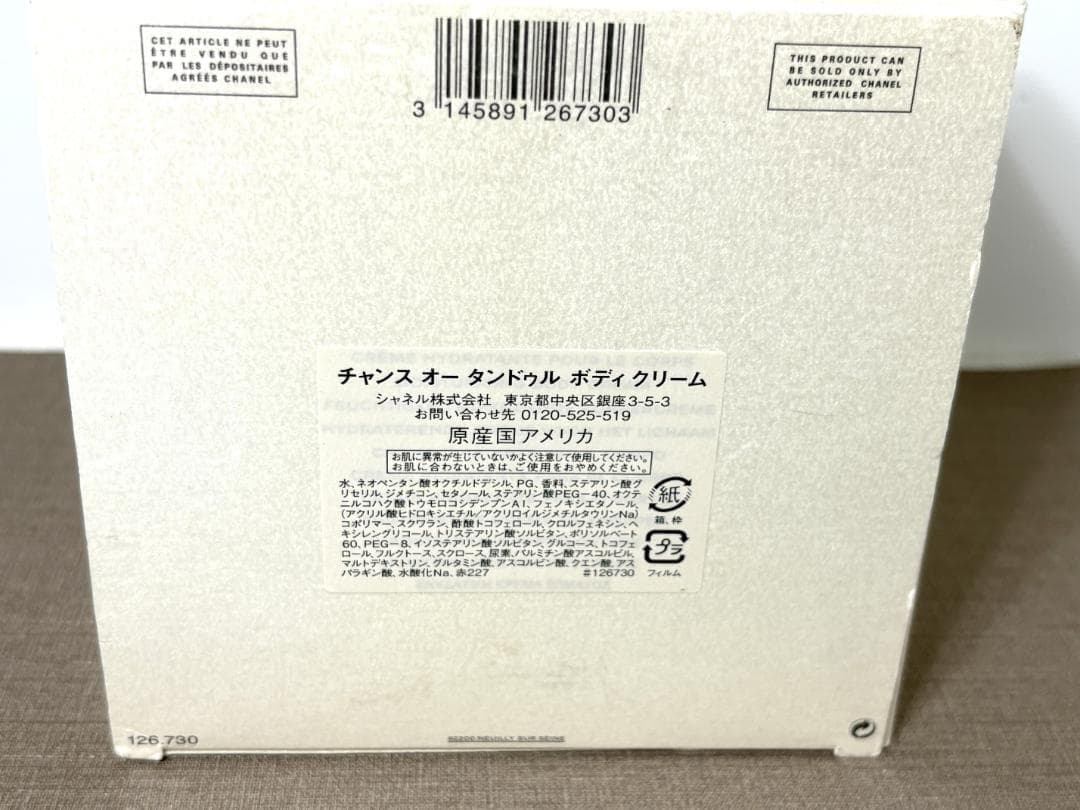 CET ARTICLE NE PEUT
ÊTRE VENDU QUE
PAR LES DÉPOSITAIRES
AGRÉÉS CHANEL
3 145891 267303
THIS PRODUCT CAN
BE SOLD ONLY BY
AUTHORIZED CHANEL
RETAILERS
チャンス オー タンドゥル ボディ クリーム
シャネル株式会社 東京都中央区銀座3-5-3
お問い合わせ先 0120-525-519
原産国アメリカ
お肌に異常が生じていないかよく注意して使用してください。
お肌に合わないときは、ご使用をおやめください。
水、ネオペンタン酸オクチルドデシル、PG、香料、ステアリン酸グ
リセリル、ジメチコン、セタノール、ステアリン酸PEG-40、オクテ
ニルコハク酸トウモロコシデンプンAl、フェノキシエタノール、
(アクリル酸ヒドロキシエチル/アクリロイルジメチルタウリンNa)
コポリマー、スクワラン、酢酸トコフェロール、クロルフェネシン、ヘ
キシレングリコール、トリステアリン酸ソルビタン、ポリソルベート
60、PEG-8、イソステアリン酸ソルビタン、グルコース、トコフェ
ロール、フルクトース、スクロース、尿素、パルミチン酸アスコルビル、
マルトデキストリン、グルタミン酸、アスコルビン酸、クエン酸、アス
パラギン酸、水酸化Na、赤227 #126730
紙
箱、枠
プラ
フィルム
126.730
92200 NEUILLY SUR SEINE